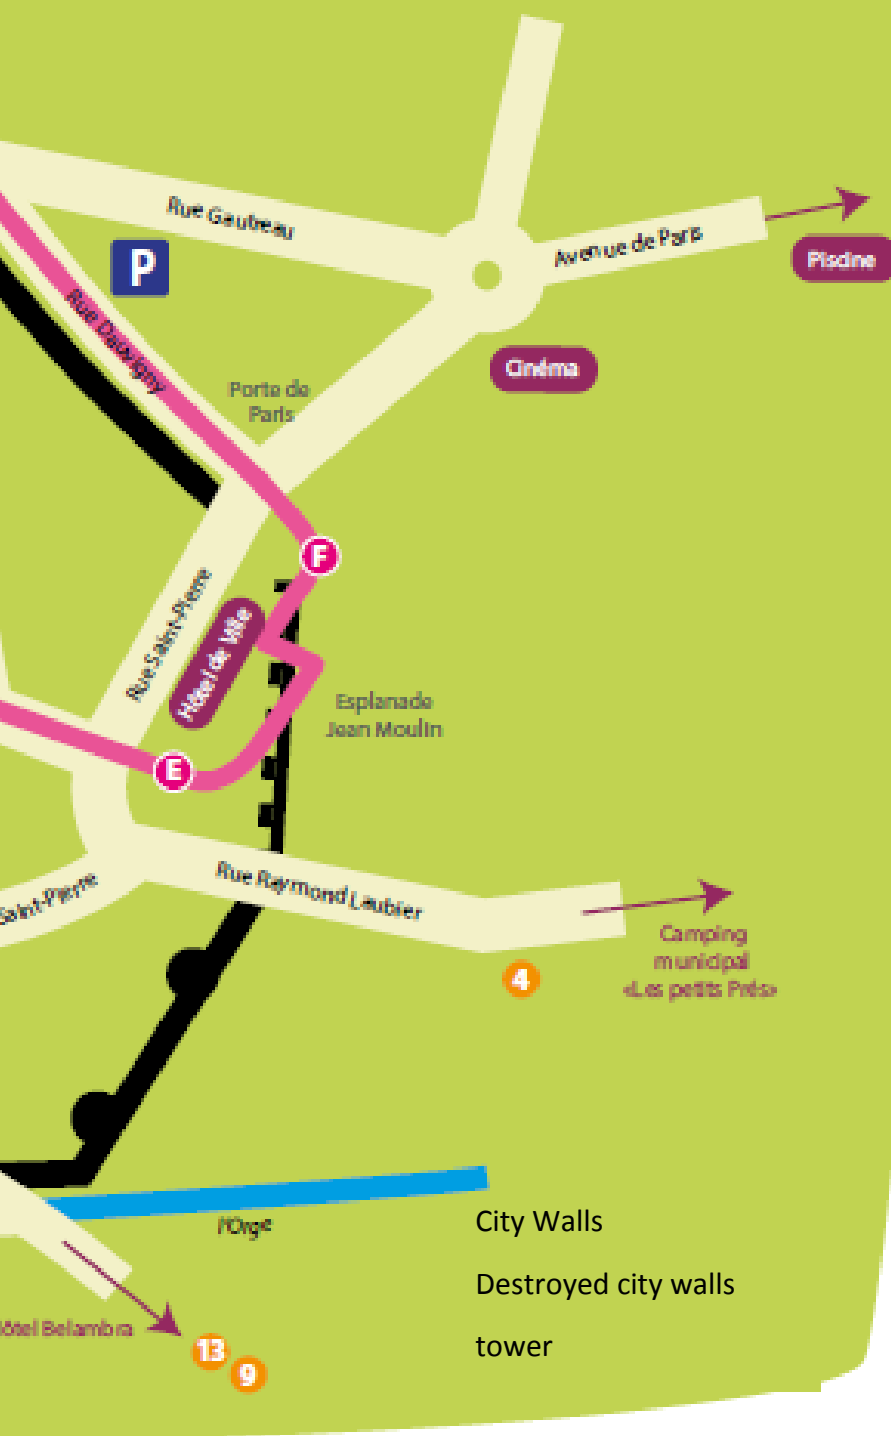 Rue Gautreau
Avenue de Paris
Piscine
P
Rue Dauvigny
Cinéma
Porte de
Paris
F
Rue Saint-Pierre
Hôtel de Ville
Esplanade
Jean Moulin
E
Rue Raymond Laubier
Saint-Pierre
Camping
municipal
«Les petits Prés»
4
l'Orge
City Walls
Destroyed city walls
tower
ôtel Belambra
13
9